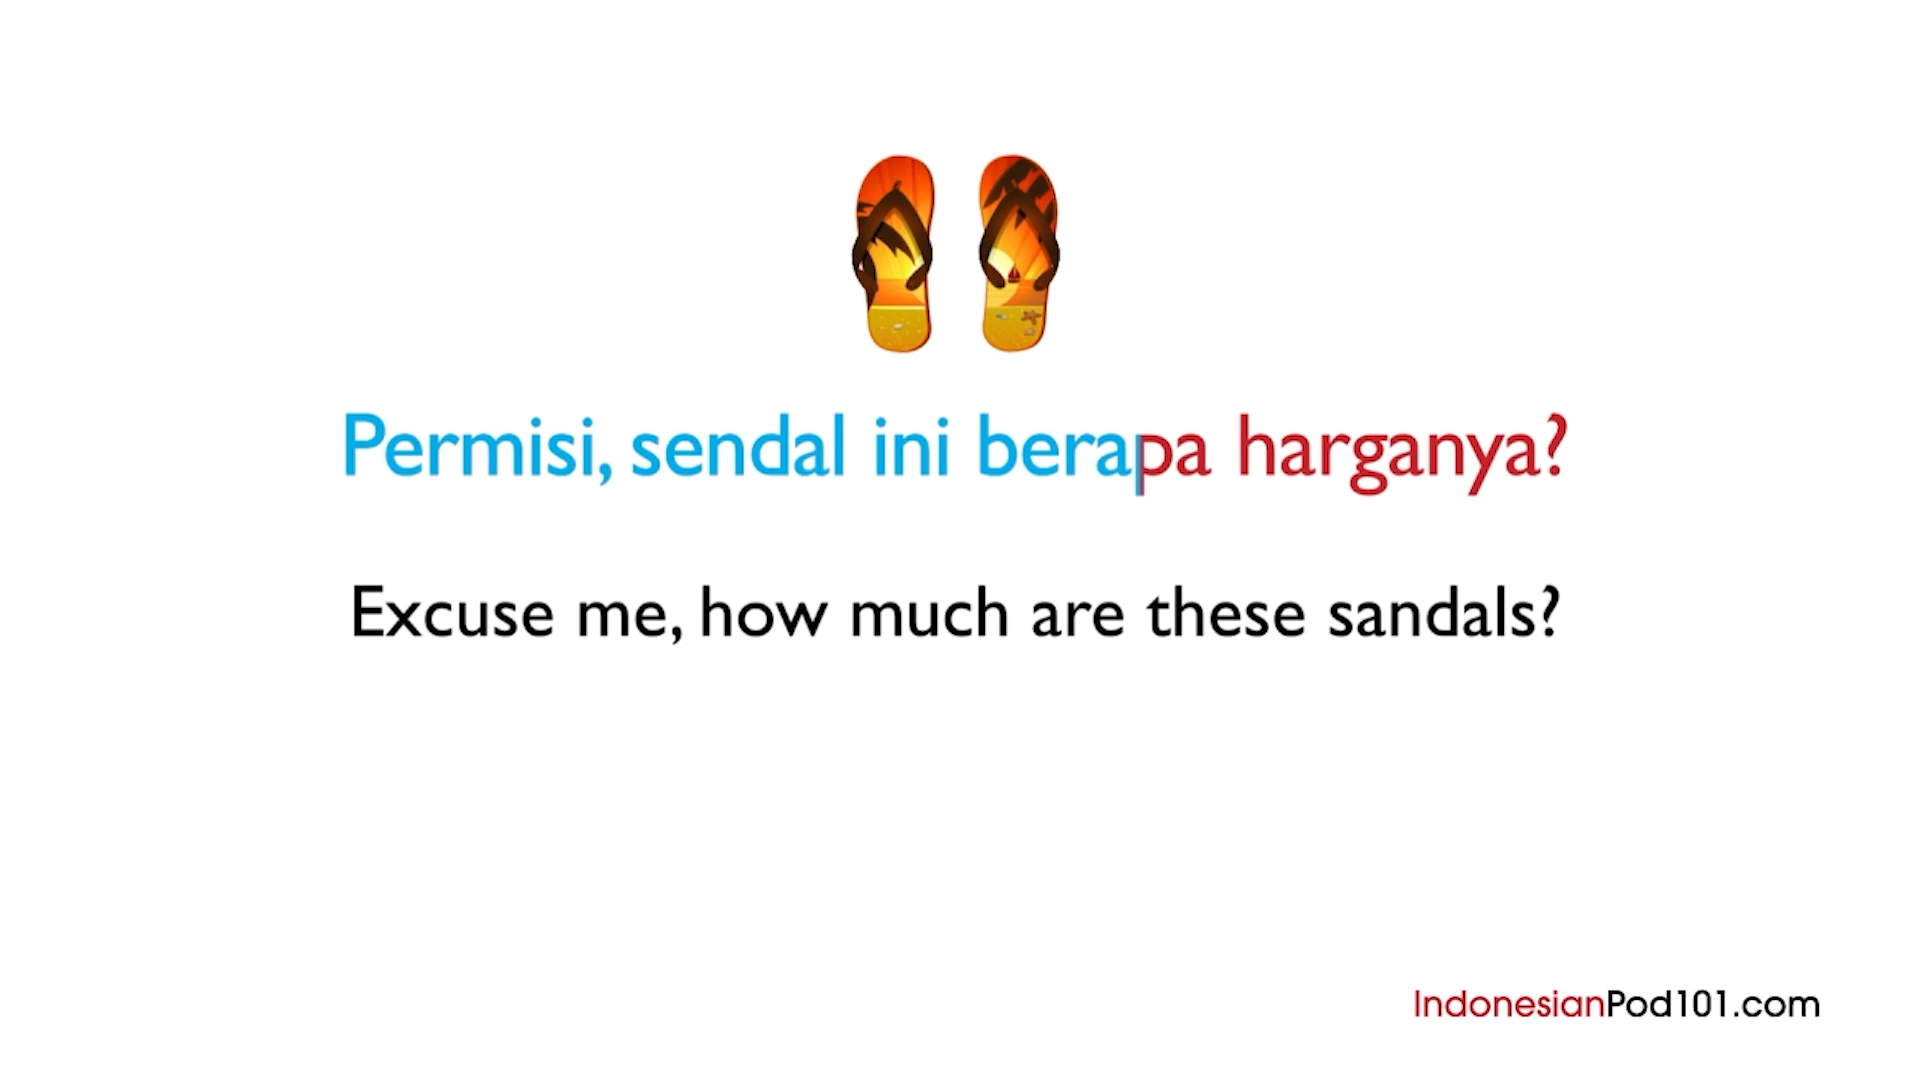 Permisi, sendal ini berapa harganya?
Excuse me, how much are these sandals?
IndonesianPod101.com